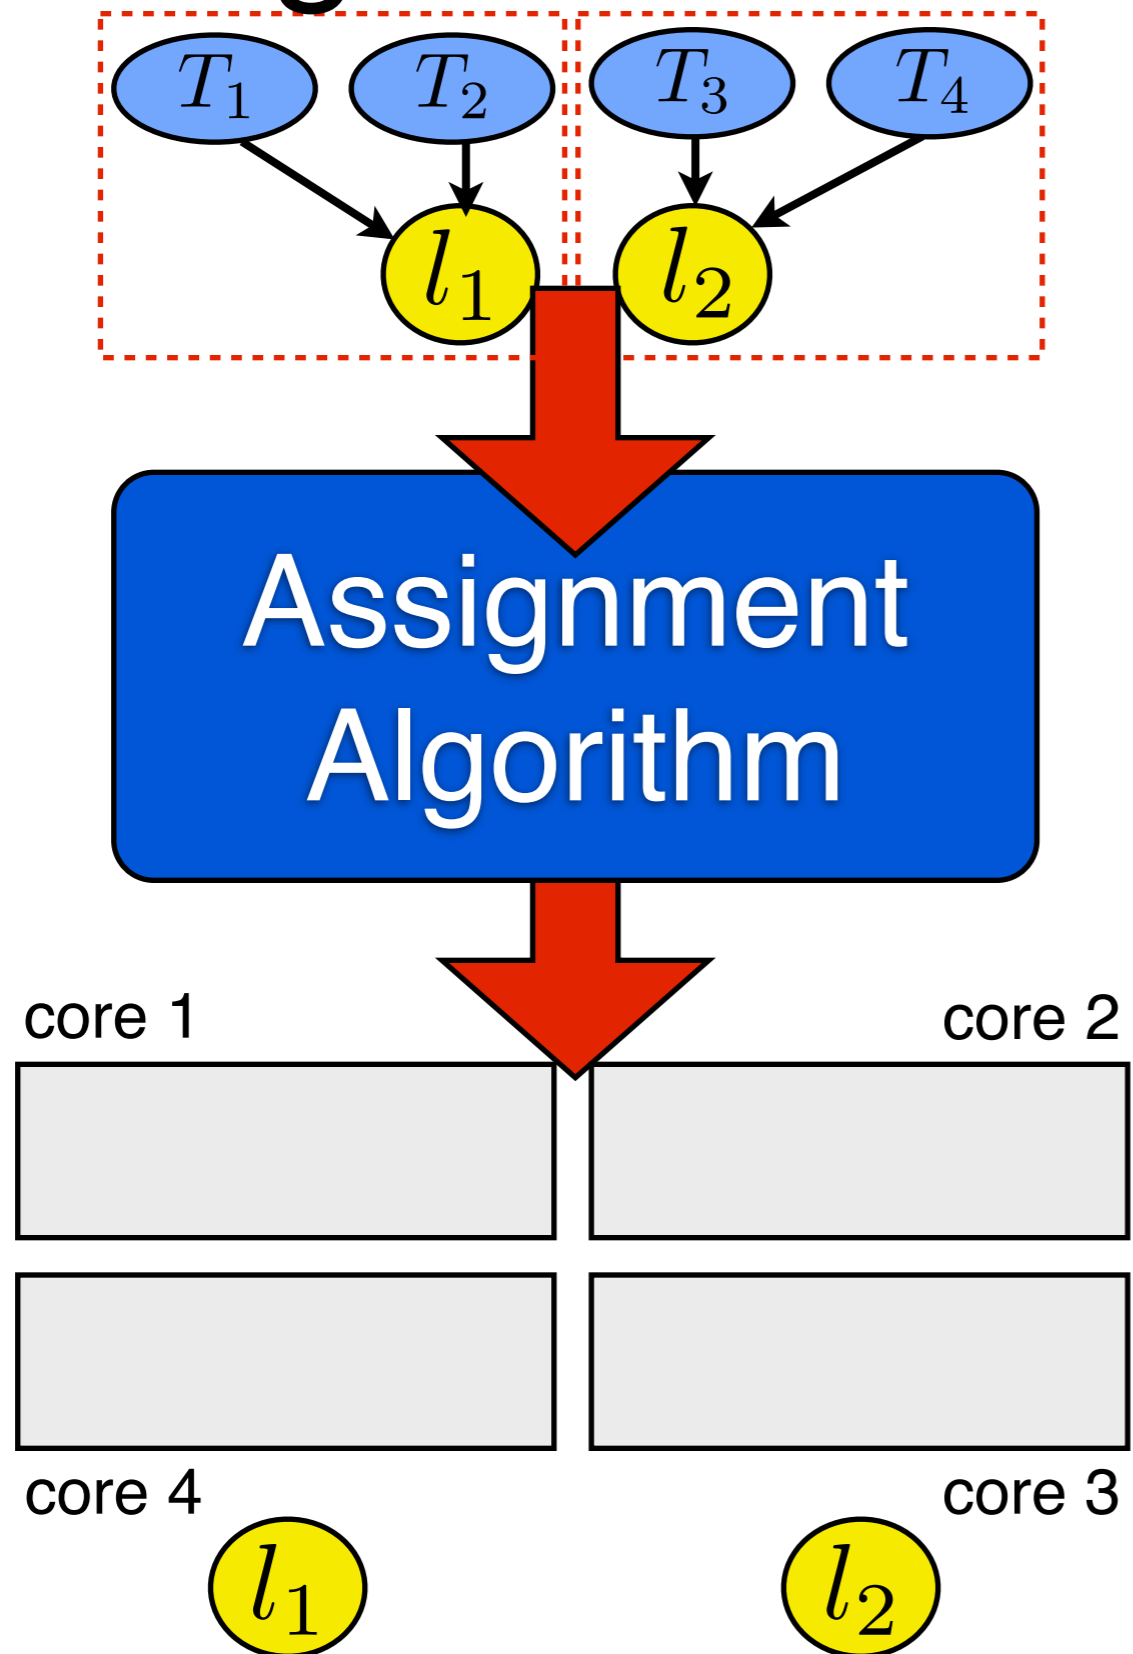 T₁ T₂ T₃ T₄
l₁ l₂
Assignment
Algorithm
core 1 core 2
core 4 core 3
l₁ l₂